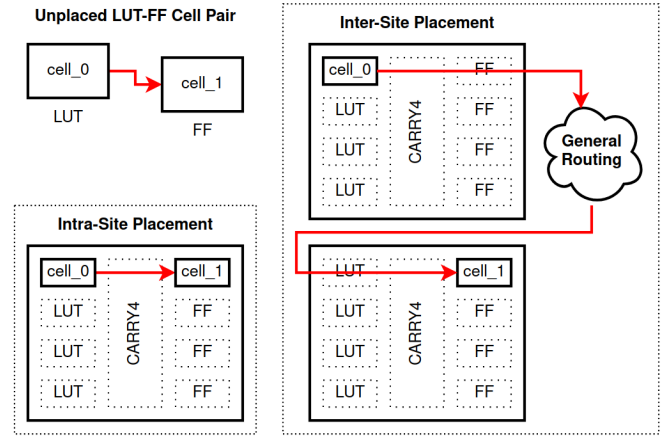 Unplaced LUT-FF Cell Pair
cell_0
cell_1
LUT
FF
Intra-Site Placement
cell_0
cell_1
LUT
FF
LUT
FF
LUT
FF
CARRY4
Inter-Site Placement
cell_0
FF
LUT
FF
LUT
FF
LUT
FF
CARRY4
General
Routing
LUT
cell_1
LUT
FF
LUT
FF
LUT
FF
CARRY4